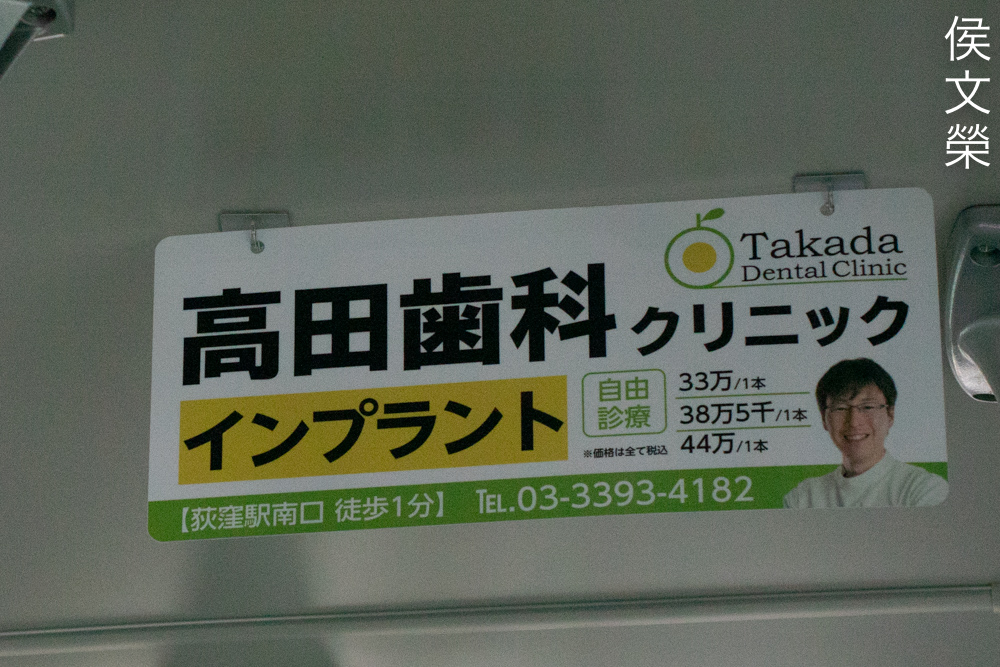 侯文榮
Takada
Dental Clinic
高田歯科クリニック
インプラント
自由
診療
※価格は全て税込
33万/1本
38万5千/1本
44万/1本
【荻窪駅南口 徒歩1分】 TEL.03-3393-4182